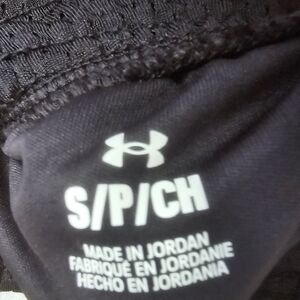 S/P/CH
MADE IN JORDAN
FABRIQUÉ EN JORDANIE
HECHO EN JORDANIA